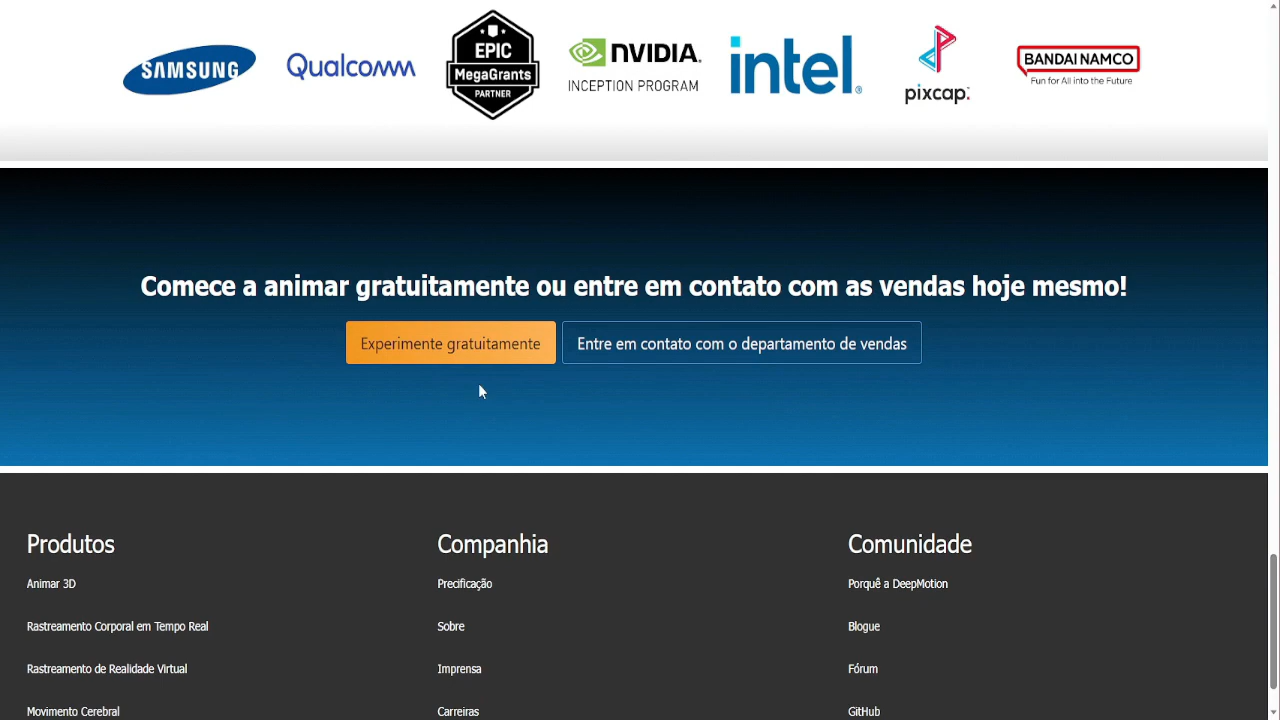 SAMSUNG
Qualcomm
EPIC
MegaGrants
PARTNER
NVIDIA.
INCEPTION PROGRAM
intel®
pixcap.
BANDAI NAMCO
Fun for All into the Future
Comece a animar gratuitamente ou entre em contato com as vendas hoje mesmo!
Experimente gratuitamente
Entre em contato com o departamento de vendas
Produtos
Animar 3D
Rastreamento Corporal em Tempo Real
Rastreamento de Realidade Virtual
Movimento Cerebral
Companhia
Precificação
Sobre
Imprensa
Carreiras
Comunidade
Porquê a DeepMotion
Blogue
Fórum
GitHub